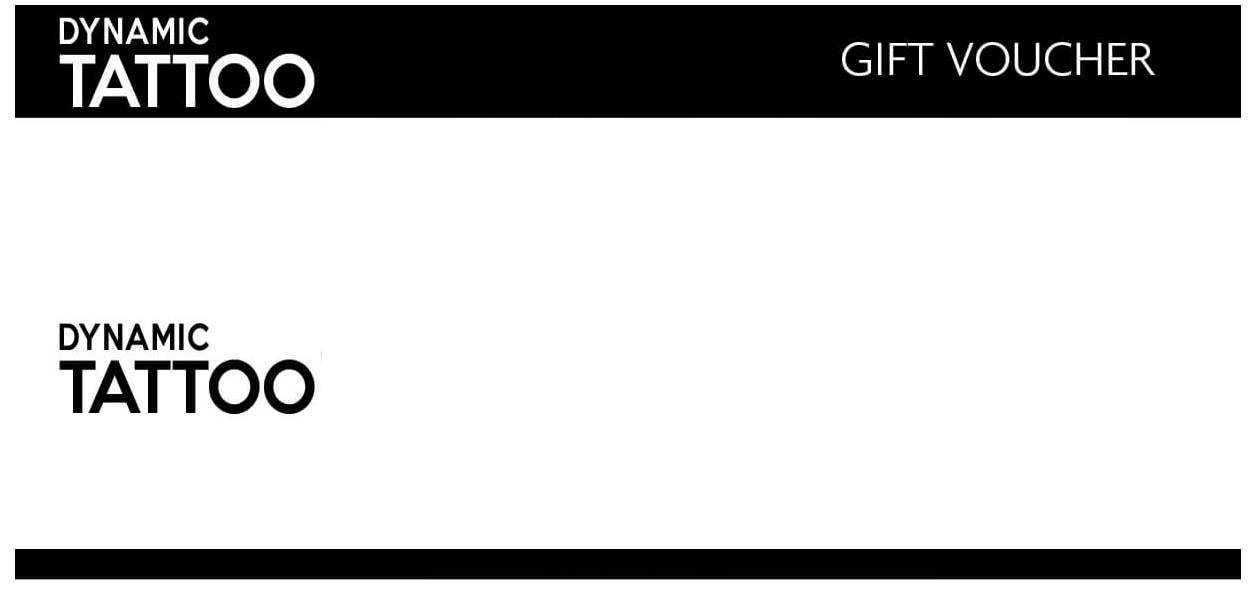 DYNAMIC
TATTOO
GIFT VOUCHER
DYNAMIC
TATTOO